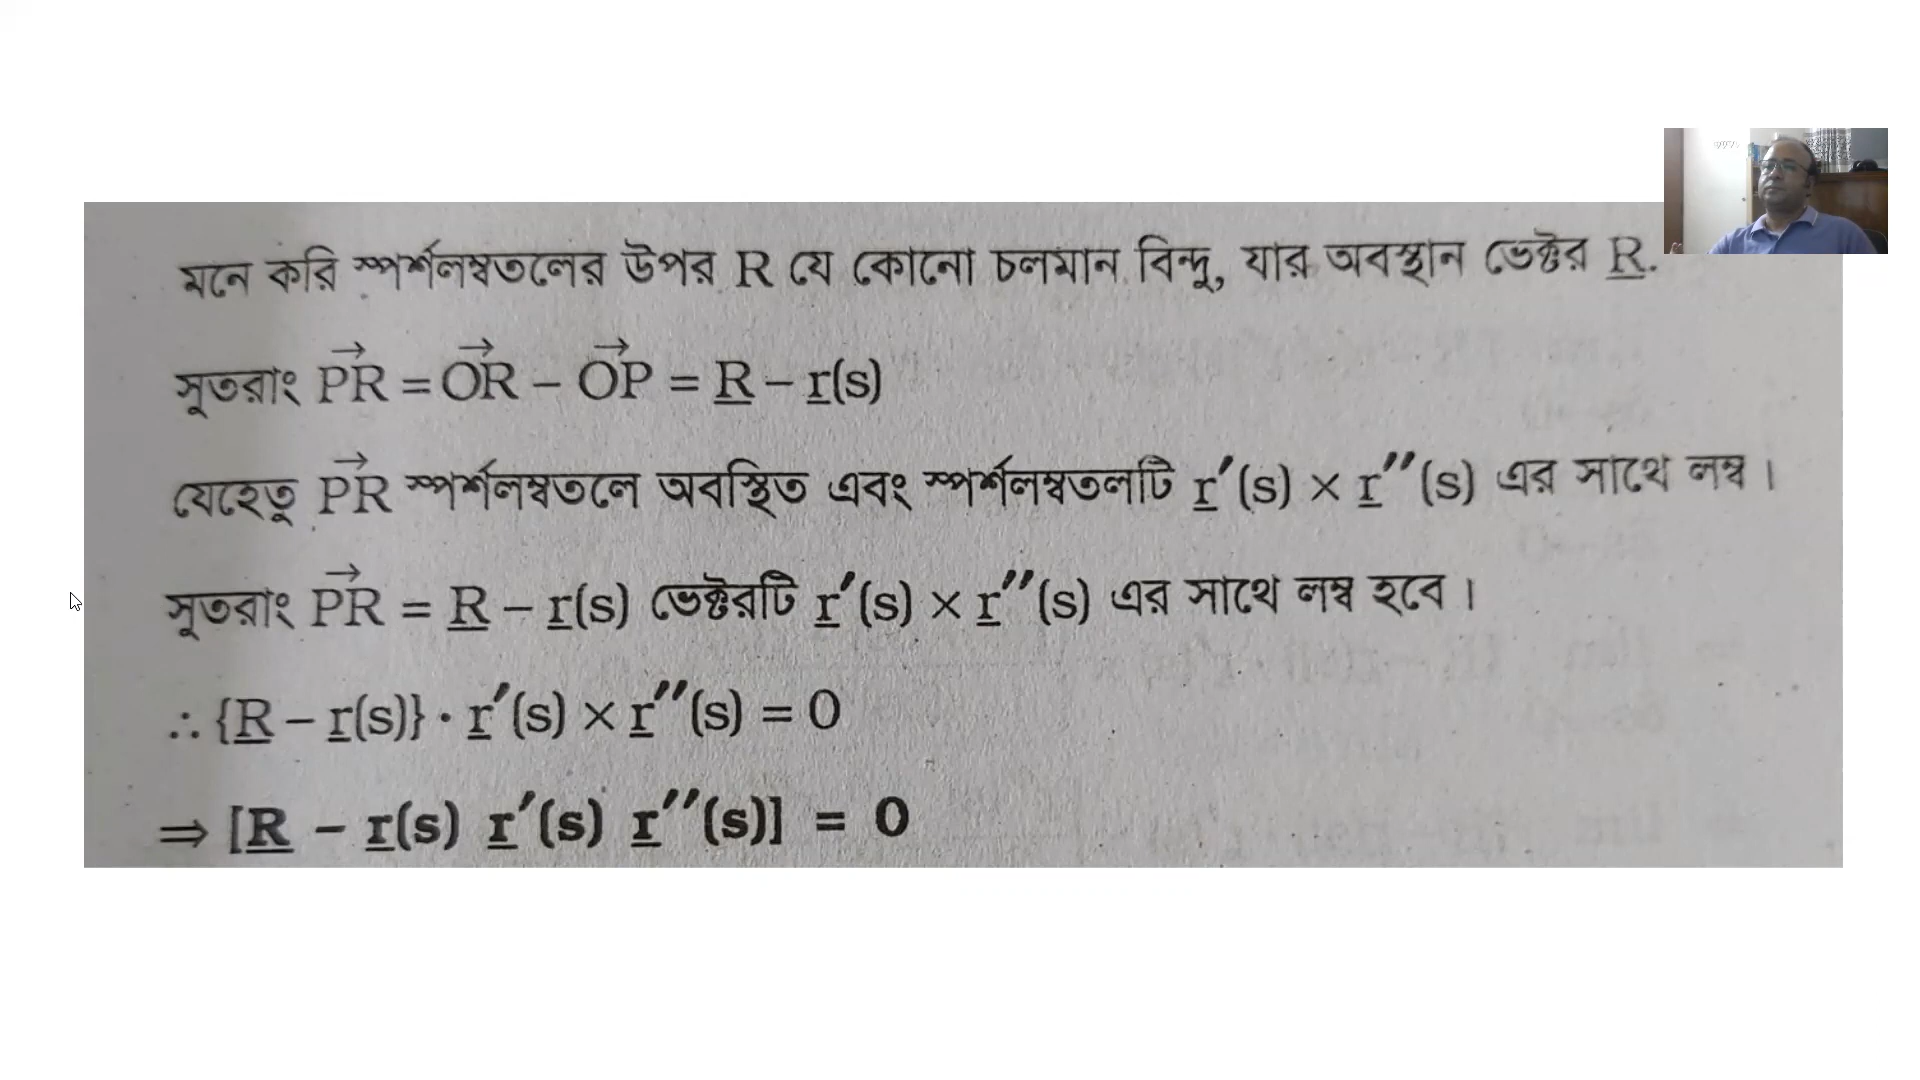 মনে করি স্পর্শলম্বতলের উপর R যে কোনো চলমান বিন্দু, যার অবস্থান ভেক্টর R.
সুতরাং PR⃗ = OR⃗ – OP⃗ = R – r(s)
যেহেতু PR⃗ স্পর্শলম্বতলে অবস্থিত এবং স্পর্শলম্বতলটি r′(s) × r″(s) এর সাথে লম্ব।
সুতরাং PR⃗ = R – r(s) ভেক্টরটি r′(s) × r″(s) এর সাথে লম্ব হবে।
∴ {R – r(s)} · r′(s) × r″(s) = 0
⇒ [R – r(s) r′(s) r″(s)] = 0